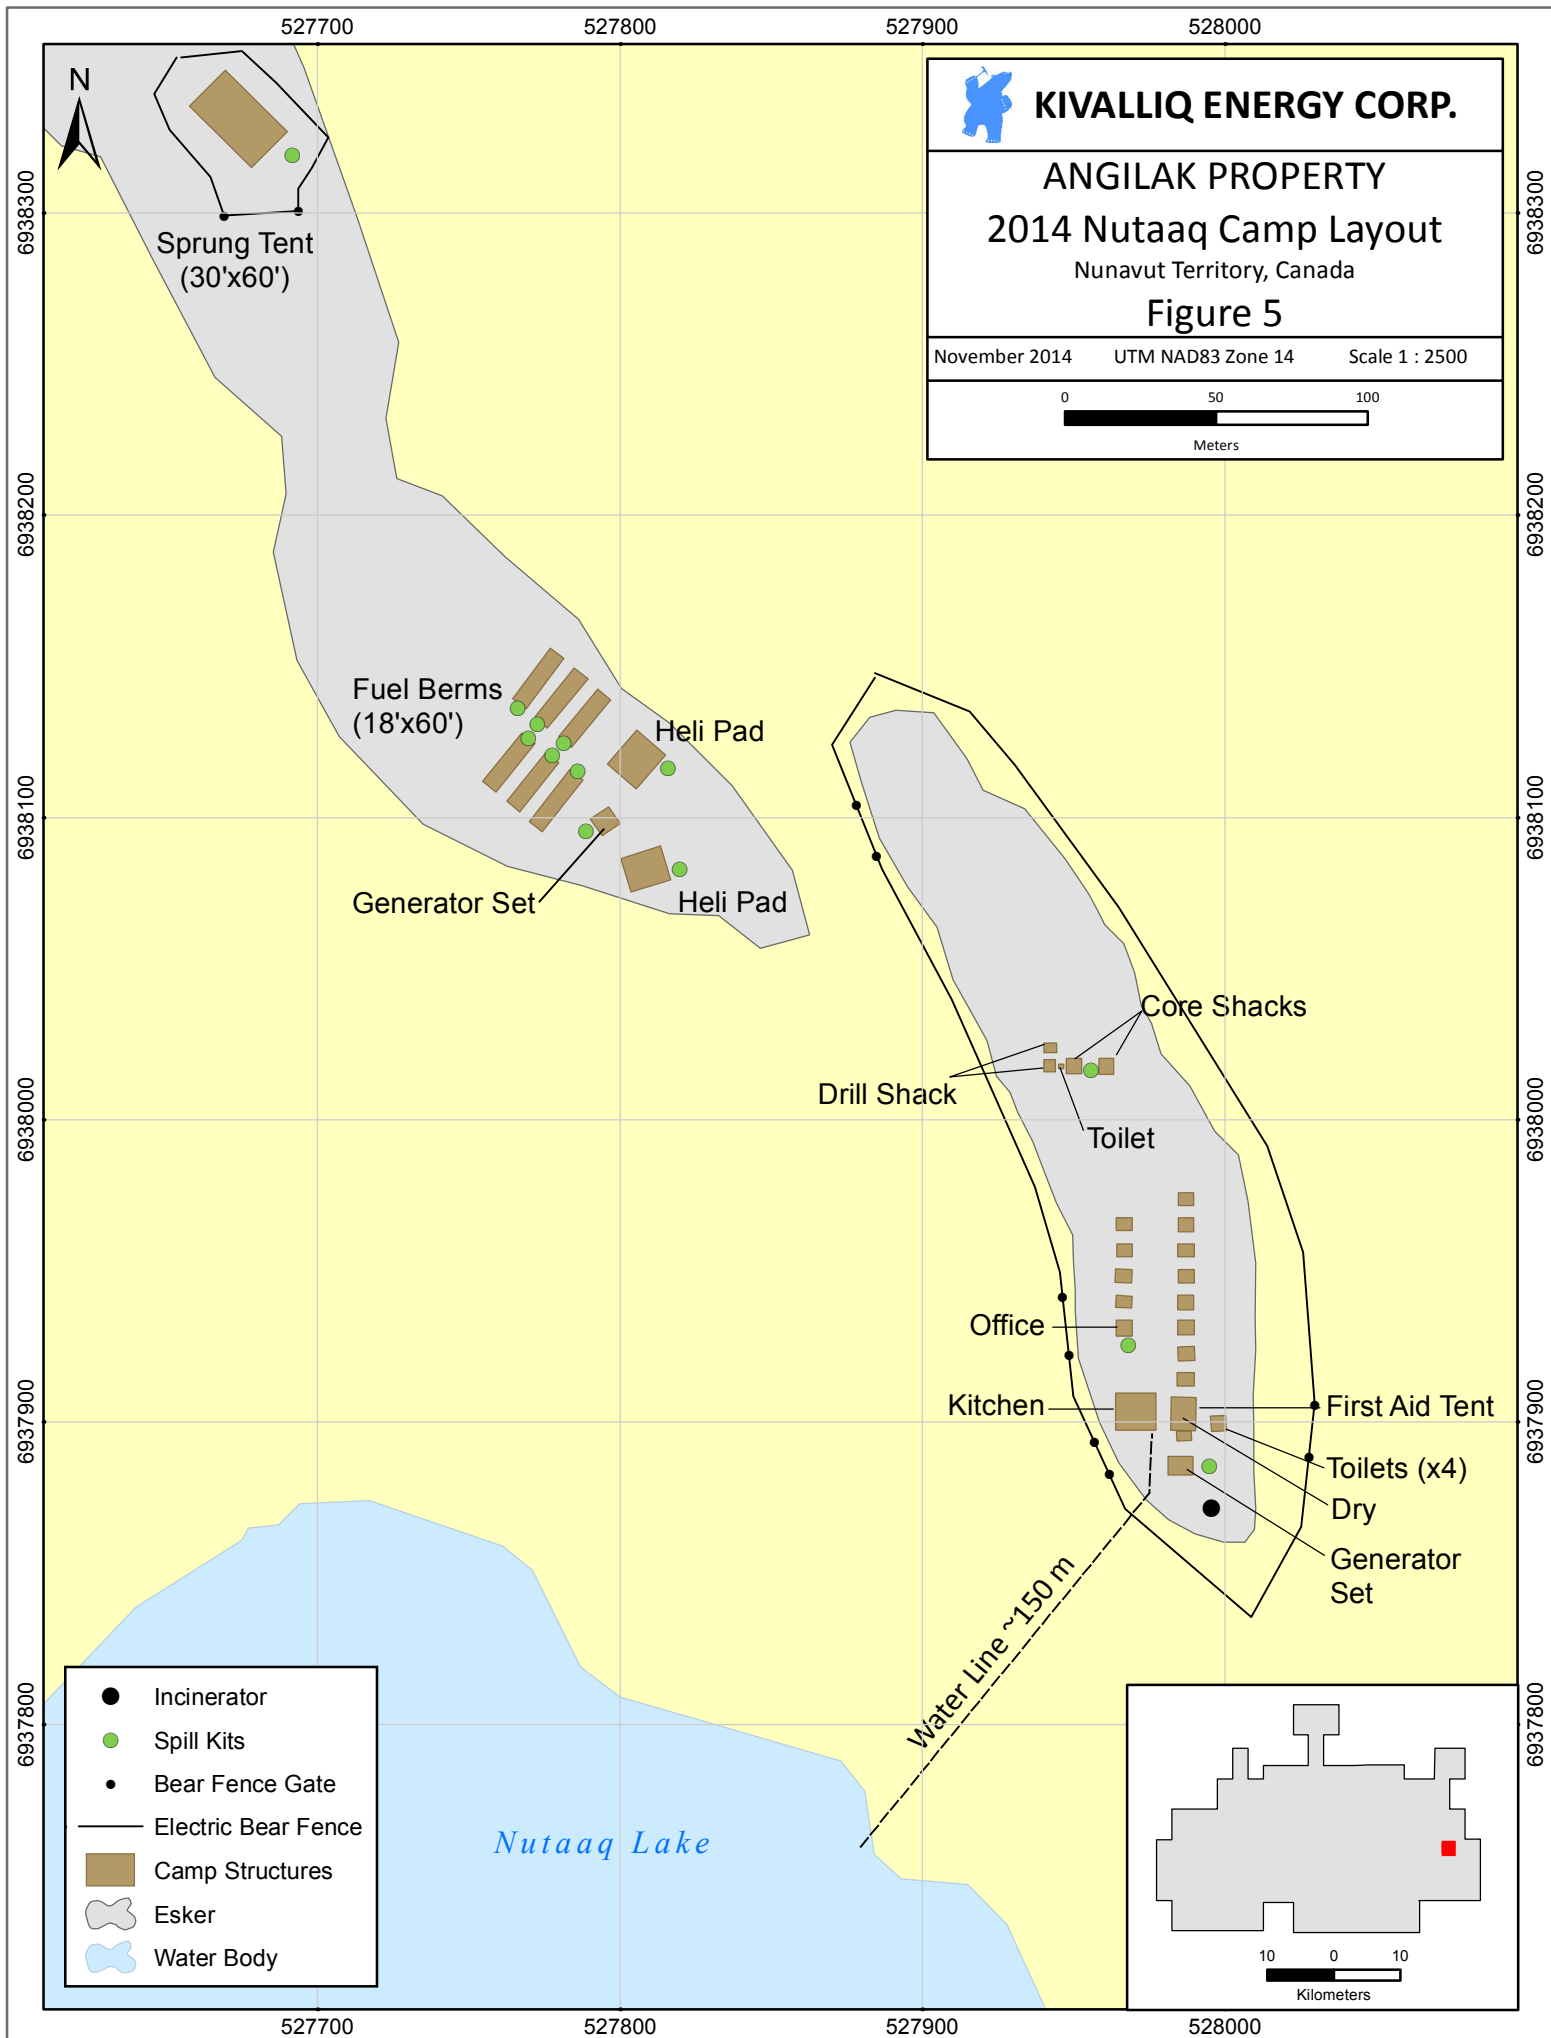 527700 527800 527900 528000
N
KIVALLIQ ENERGY CORP.
ANGILAK PROPERTY
2014 Nutaaq Camp Layout
Nunavut Territory, Canada
Figure 5
November 2014 UTM NAD83 Zone 14 Scale 1 : 2500
0 50 100
Meters
6938300 6938300
Sprung Tent
(30'x60')
6938200 6938200
Fuel Berms
(18'x60')
Heli Pad
6938100 6938100
Generator Set
Heli Pad
Core Shacks
Drill Shack
Toilet
6938000 6938000
Office
Kitchen
First Aid Tent
6937900 6937900
Toilets (x4)
Dry
Generator
Set
Water Line ~150 m
6937800 6937800
Nutaaq Lake
Incinerator
Spill Kits
Bear Fence Gate
Electric Bear Fence
Camp Structures
Esker
Water Body
10 0 10
Kilometers
527700 527800 527900 528000